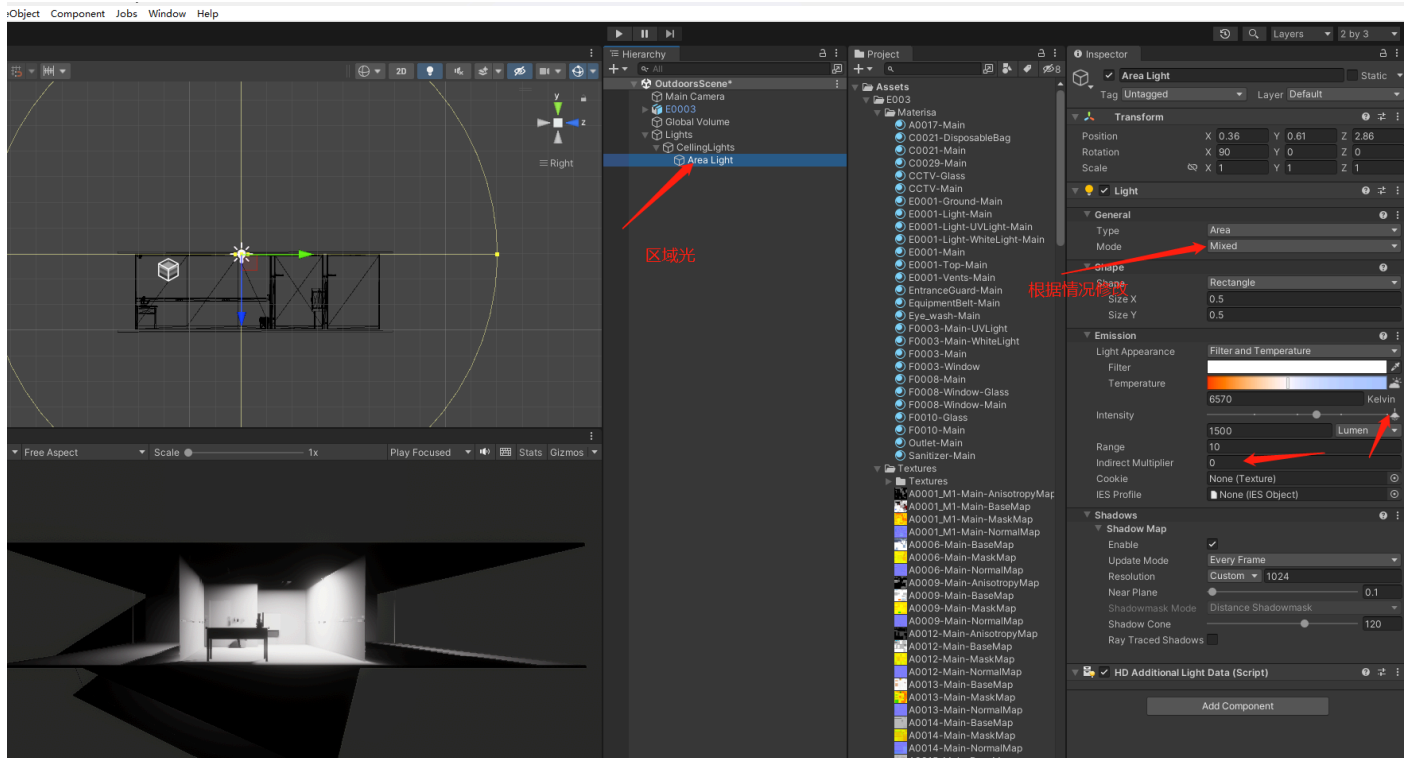 eObject Component Jobs Window Help
Layers 2 by 3
2D
y
z
Right
Free Aspect Scale 1x Play Focused Stats Gizmos
Hierarchy
All
OutdoorsScene*
Main Camera
E0003
Global Volume
Lights
CellingLights
Area Light
区域光
Project
8
Assets
E003
Materisa
A0017-Main
C0021-DisposableBag
C0021-Main
C0029-Main
CCTV-Glass
CCTV-Main
E0001-Ground-Main
E0001-Light-Main
E0001-Light-UVLight-Main
E0001-Light-WhiteLight-Main
E0001-Main
E0001-Top-Main
E0001-Vents-Main
EntranceGuard-Main
EquipmentBelt-Main
Eye_wash-Main
F0003-Main-UVLight
F0003-Main-WhiteLight
F0003-Main
F0003-Window
F0008-Main
F0008-Window-Glass
F0008-Window-Main
F0010-Glass
F0010-Main
Outlet-Main
Sanitizer-Main
Textures
Textures
A0001_M1-Main-AnisotropyMap
A0001_M1-Main-BaseMap
A0001_M1-Main-MaskMap
A0001_M1-Main-NormalMap
A0006-Main-BaseMap
A0006-Main-MaskMap
A0006-Main-NormalMap
A0009-Main-AnisotropyMap
A0009-Main-BaseMap
A0009-Main-MaskMap
A0009-Main-NormalMap
A0012-Main-AnisotropyMap
A0012-Main-BaseMap
A0012-Main-MaskMap
A0012-Main-NormalMap
A0013-Main-BaseMap
A0013-Main-MaskMap
A0013-Main-NormalMap
A0014-Main-BaseMap
A0014-Main-MaskMap
A0014-Main-NormalMap
Inspector
Area Light Static
Tag Untagged Layer Default
Transform
Position X 0.36 Y 0.61 Z 2.86
Rotation X 90 Y 0 Z 0
Scale X 1 Y 1 Z 1
Light
General
Type Area
Mode Mixed
根据情况修改
Shape
Shape Rectangle
Size X 0.5
Size Y 0.5
Emission
Light Appearance Filter and Temperature
Filter
Temperature
6570 Kelvin
Intensity
1500 Lumen
Range 10
Indirect Multiplier 0
Cookie None (Texture)
IES Profile None (IES Object)
Shadows
Shadow Map
Enable
Update Mode Every Frame
Resolution Custom 1024
Near Plane 0.1
Shadowmask Mode Distance Shadowmask
Shadow Cone 120
Ray Traced Shadows
HD Additional Light Data (Script)
Add Component